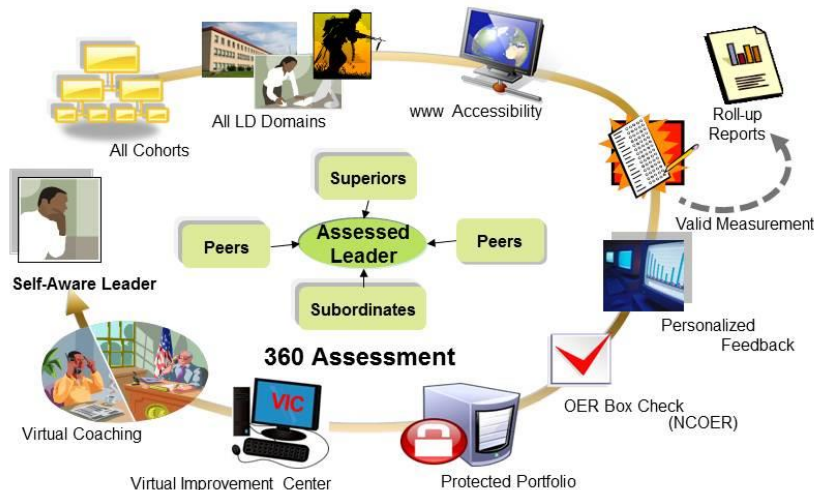 All Cohorts
All LD Domains
www Accessibility
Roll-up
Reports
Valid Measurement
Superiors
Peers
Assessed
Leader
Peers
Subordinates
360 Assessment
Self-Aware Leader
Personalized
Feedback
OER Box Check
(NCOER)
Protected Portfolio
VIC
Virtual Improvement Center
Virtual Coaching